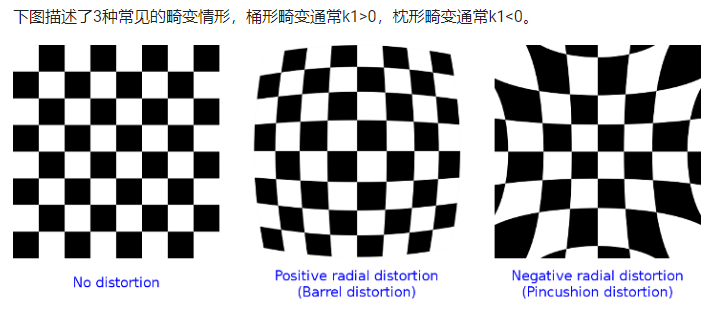 下图描述了3种常见的畸变情形，桶形畸变通常k1>0，枕形畸变通常k1<0。
No distortion
Positive radial distortion
(Barrel distortion)
Negative radial distortion
(Pincushion distortion)